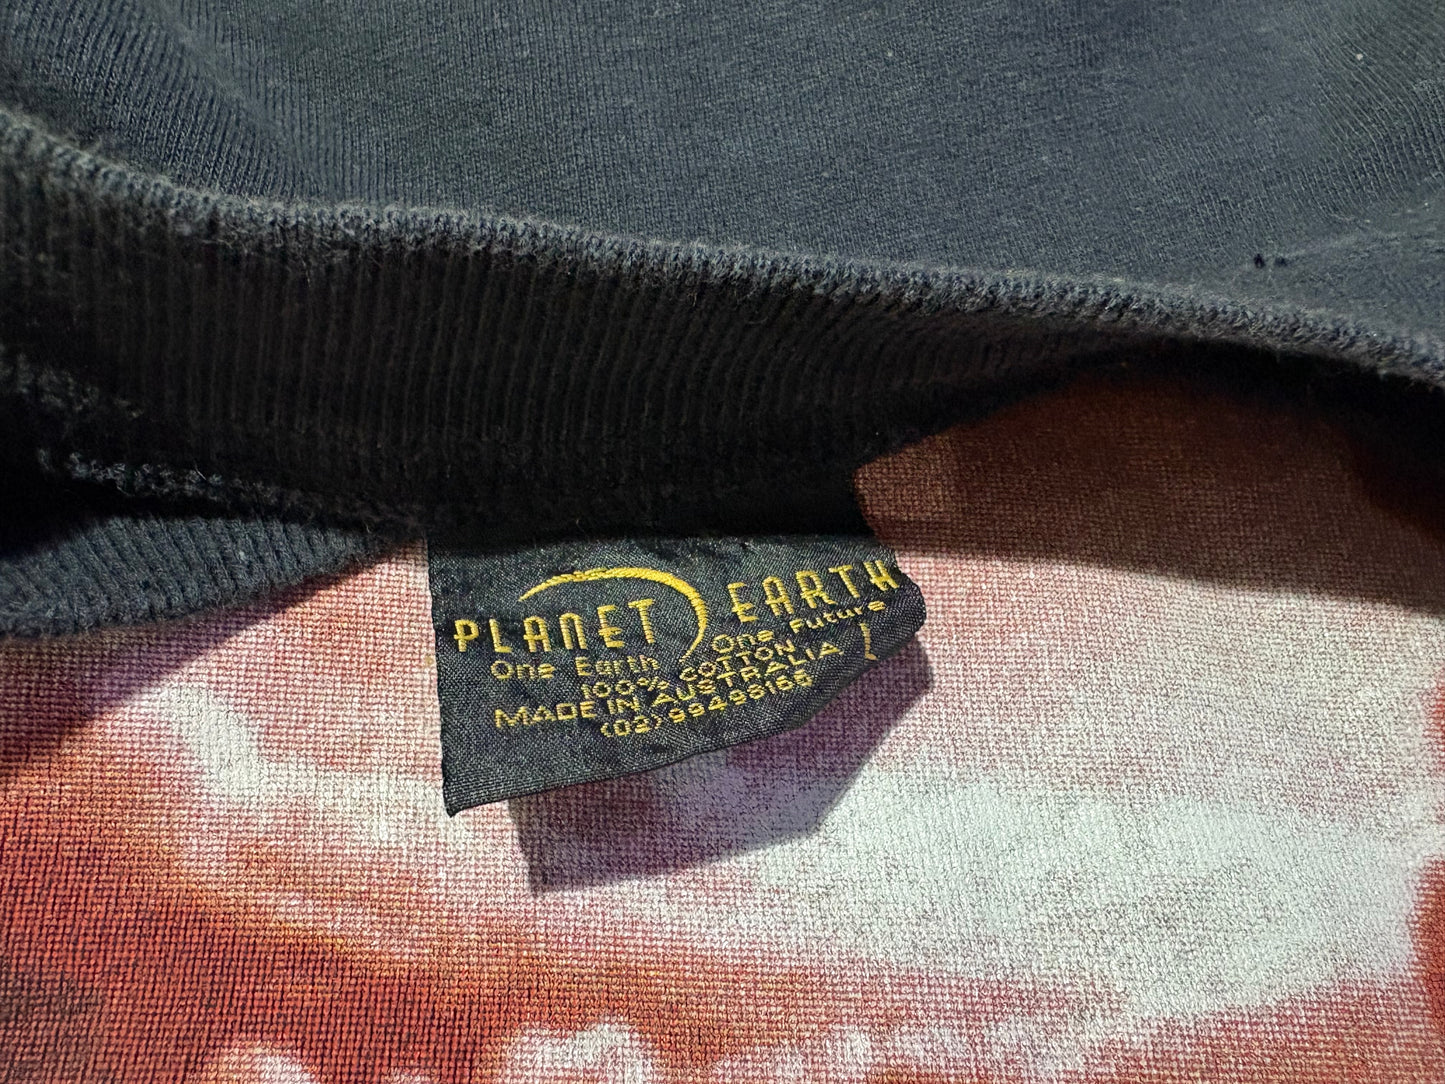 PLANET EARTH
One Earth One Future
100% COTTON
MADE IN AUSTRALIA
(02) 99498165